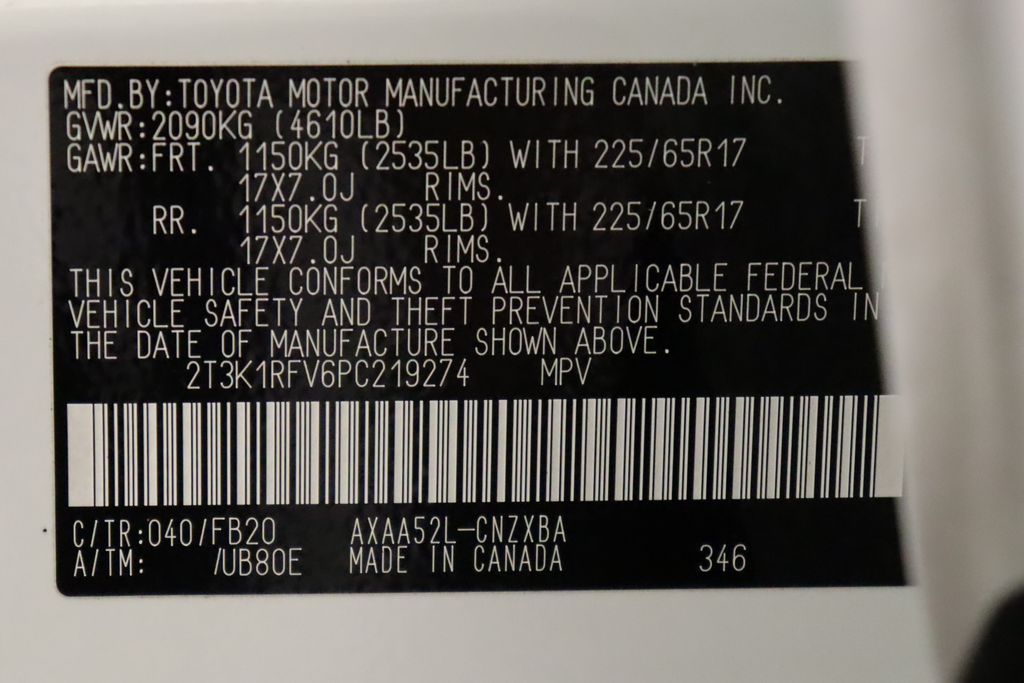 MFD.BY:TOYOTA MOTOR MANUFACTURING CANADA INC.
GVWR:2090KG (4610LB)
GAWR:FRT. 1150KG (2535LB) WITH 225/65R17 T
17X7.0J RIMS.
RR. 1150KG (2535LB) WITH 225/65R17 T
17X7.0J RIMS.
THIS VEHICLE CONFORMS TO ALL APPLICABLE FEDERAL
VEHICLE SAFETY AND THEFT PREVENTION STANDARDS IN
THE DATE OF MANUFACTURE SHOWN ABOVE.
2T3K1RFV6PC219274 MPV
C/TR:040/FB20 AXAA52L-CNZXBA
A/TM: /UB80E MADE IN CANADA 346